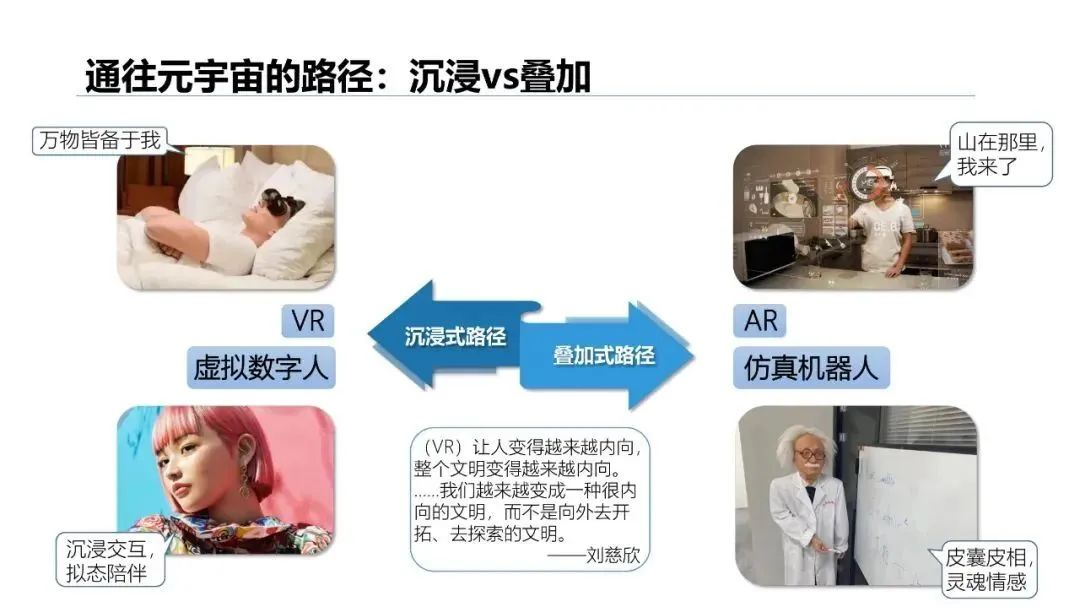 通往元宇宙的路径：沉浸vs叠加
万物皆备于我
山在那里，
我来了
VR
虚拟数字人
沉浸式路径
叠加式路径
AR
仿真机器人
（VR）让人变得越来越内向，
整个文明变得越来越内向。
......我们越来越变成一种很内
向的文明，而不是向外去开
拓、去探索的文明。
——刘慈欣
沉浸交互，
拟态陪伴
皮囊皮相，
灵魂情感